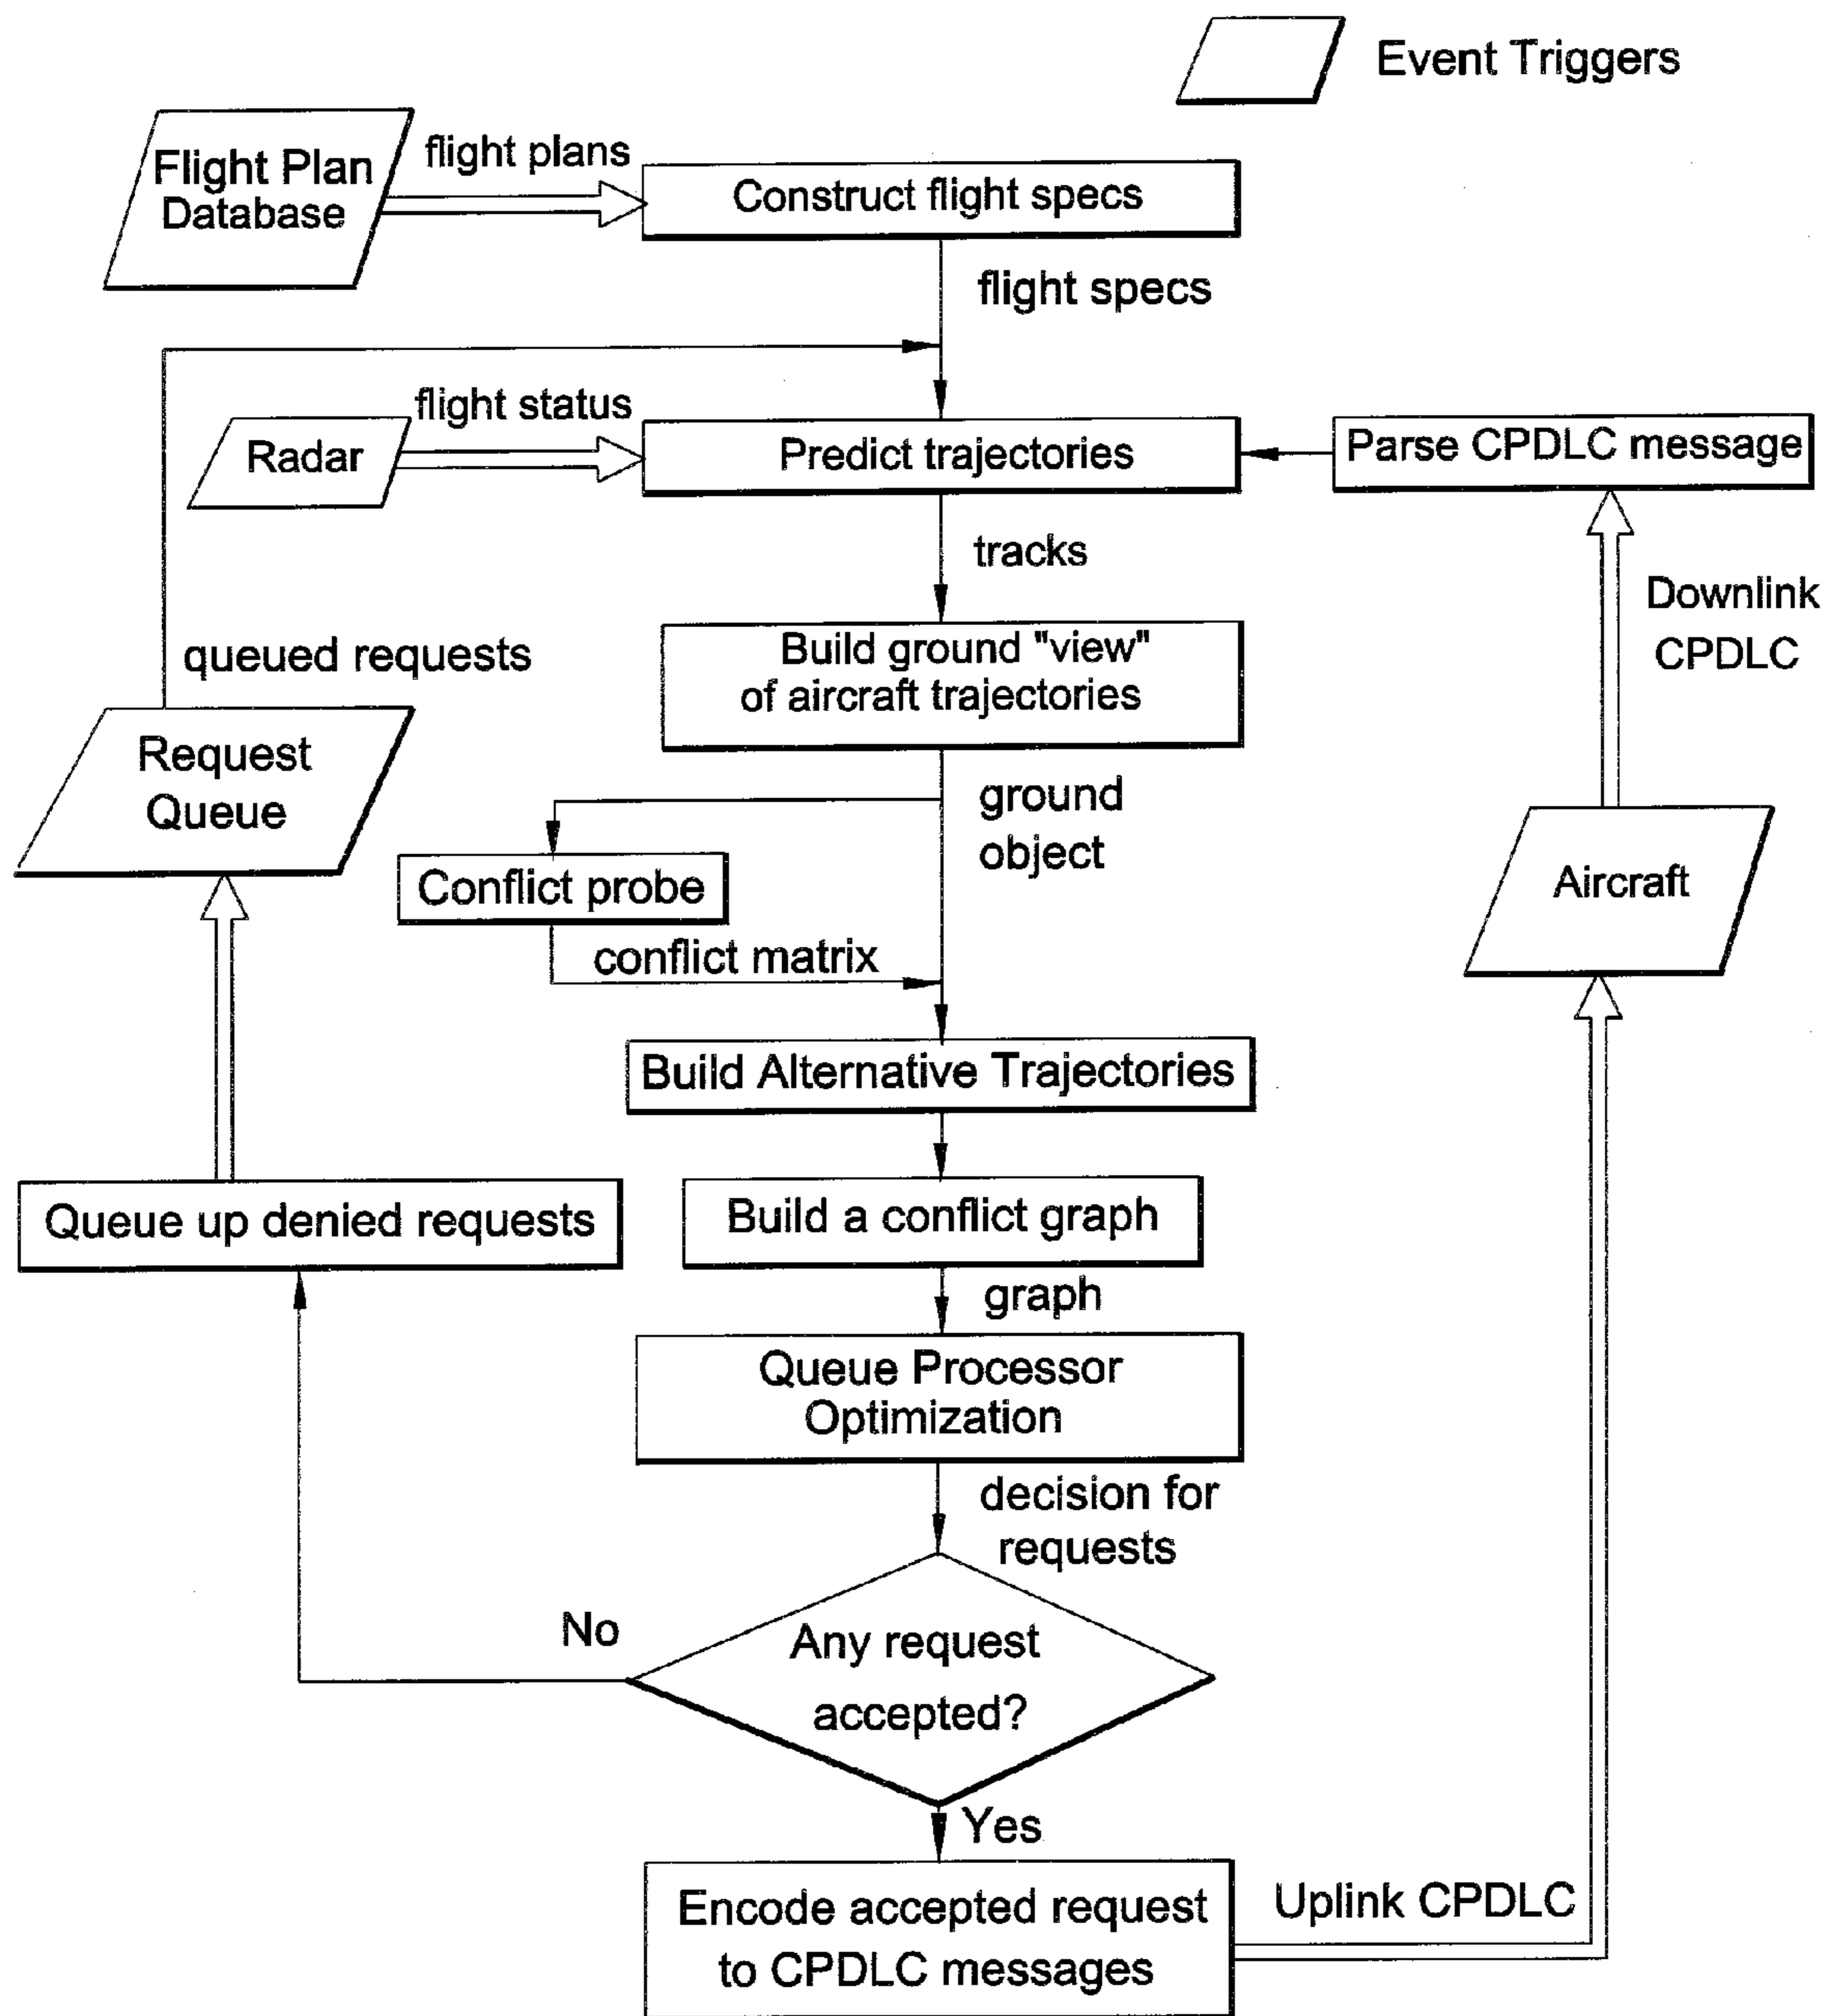 Event Triggers
Flight Plan
Database
flight plans
Construct flight specs
flight specs
flight status
Radar
Predict trajectories
Parse CPDLC message
tracks
Downlink
CPDLC
Build ground "view"
of aircraft trajectories
queued requests
Request
Queue
ground
object
Conflict probe
conflict matrix
Aircraft
Build Alternative Trajectories
Queue up denied requests
Build a conflict graph
graph
Queue Processor
Optimization
decision for
requests
No
Any request
accepted?
Yes
Encode accepted request
to CPDLC messages
Uplink CPDLC